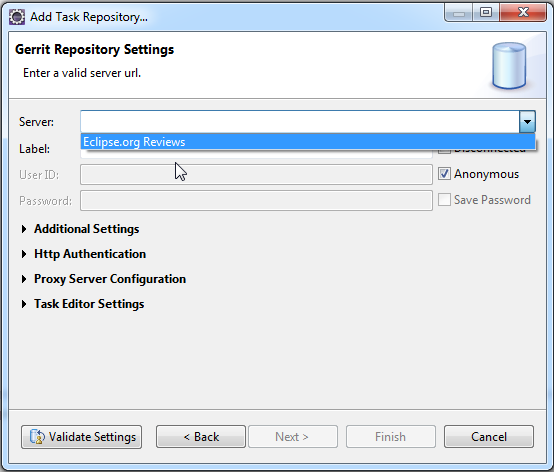 Add Task Repository...
Gerrit Repository Settings
Enter a valid server url.
Server:
Eclipse.org Reviews
Label: Disconnected
User ID: Anonymous
Password: Save Password
Additional Settings
Http Authentication
Proxy Server Configuration
Task Editor Settings
Validate Settings < Back Next > Finish Cancel